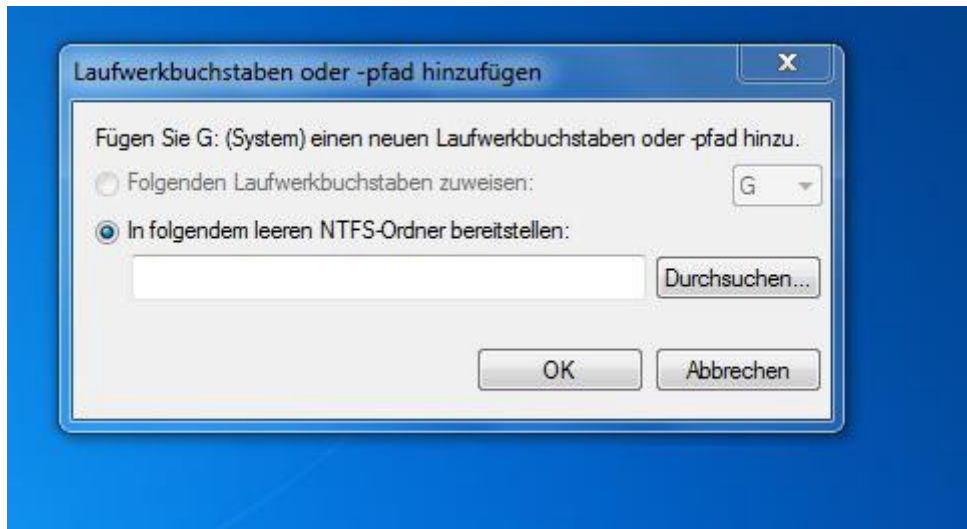 Laufwerkbuchstaben oder -pfad hinzufügen
x
Fügen Sie G: (System) einen neuen Laufwerkbuchstaben oder -pfad hinzu.
Folgenden Laufwerkbuchstaben zuweisen: G
In folgendem leeren NTFS-Ordner bereitstellen:
Durchsuchen...
OK Abbrechen